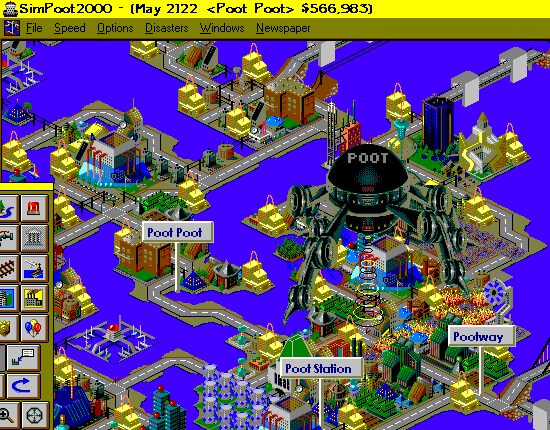 SimPoot2000 - (May 2122 <Poot Poot> $566,983)
File Speed Options Disasters Windows Newspaper
POOT
Poot Poot
Pootway
Poot Station